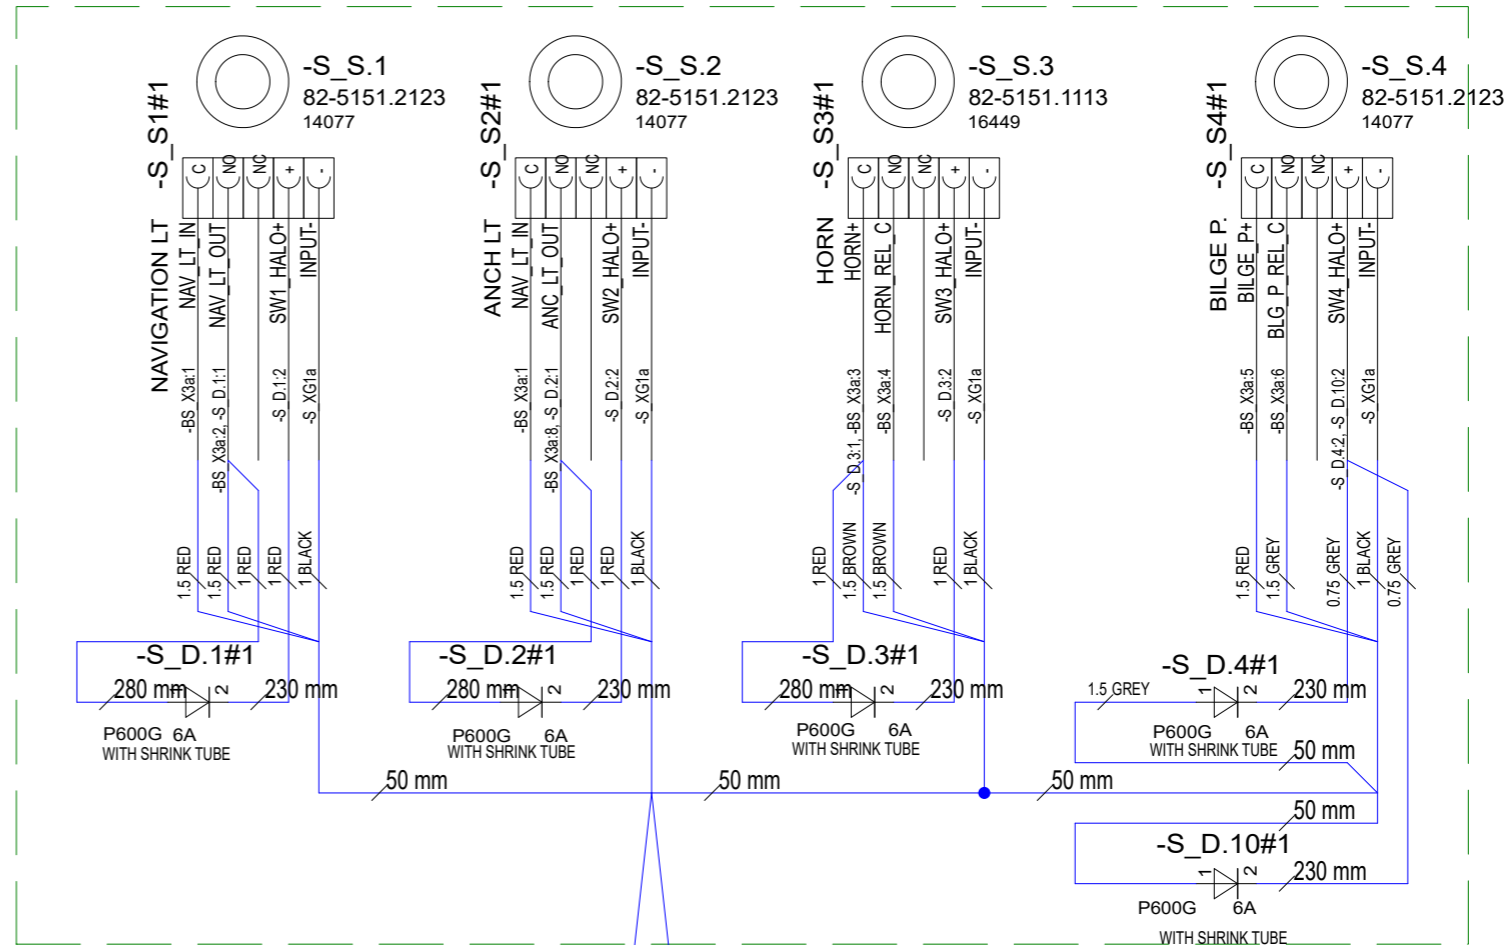 -S_S.1
82-5151.2123
14077
-S_S1#1
NAVIGATION LT
C
NO
NC
+
-
NAV_LT_IN
NAV_LT_OUT
SW1_HALO+
INPUT-
-BS_X3a:1
-BS_X3a:2, -S_D.1:1
-S_D.1:2
-S_XG1a
1.5 RED
1.5 RED
1 RED
1 RED
1 BLACK
-S_D.1#1
280 mm
1
2
230 mm
P600G 6A
WITH SHRINK TUBE
-S_S.2
82-5151.2123
14077
-S_S2#1
ANCH LT
C
NO
NC
+
-
NAV_LT_IN
ANC_LT_OUT
SW2_HALO+
INPUT-
-BS_X3a:1
-BS_X3a:8, -S_D.2:1
-S_D.2:2
-S_XG1a
1.5 RED
1.5 RED
1 RED
1 RED
1 BLACK
-S_D.2#1
280 mm
1
2
230 mm
P600G 6A
WITH SHRINK TUBE
-S_S.3
82-5151.1113
16449
-S_S3#1
HORN
C
NO
NC
+
-
HORN+
HORN_REL_C
SW3_HALO+
INPUT-
-S_D.3:1, -BS_X3a:3
-BS_X3a:4
-S_D.3:2
-S_XG1a
1 RED
1.5 BROWN
1.5 BROWN
1 RED
1 BLACK
-S_D.3#1
280 mm
1
2
230 mm
P600G 6A
WITH SHRINK TUBE
-S_S.4
82-5151.2123
14077
-S_S4#1
BILGE P.
C
NO
NC
+
-
BILGE_P+
BLG_P_REL_C
SW4_HALO+
INPUT-
-BS_X3a:5
-BS_X3a:6
-S_D.4:2, -S_D.10:2
-S_XG1a
1.5 RED
1.5 GREY
0.75 GREY
1 BLACK
0.75 GREY
-S_D.4#1
1.5 GREY
1
2
230 mm
P600G 6A
WITH SHRINK TUBE
50 mm
50 mm
50 mm
50 mm
50 mm
-S_D.10#1
1
2
230 mm
P600G 6A
WITH SHRINK TUBE